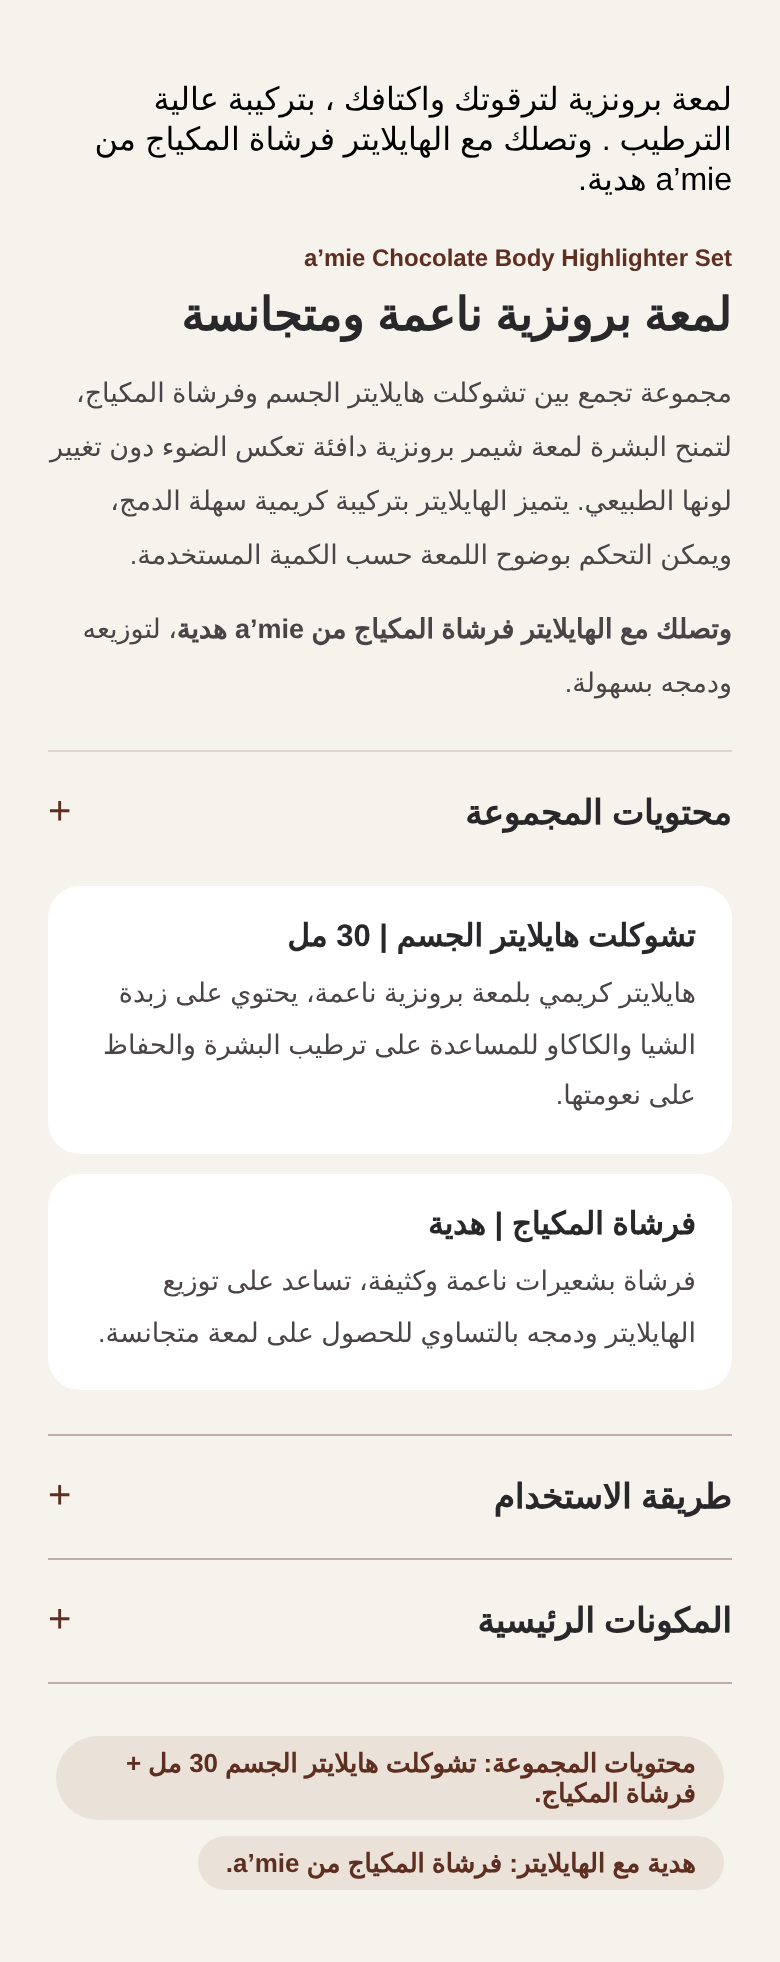 لمعة برونزية لترقوتك واكتافك ، بتركيبة عالية
الترطيب . وتصلك مع الهايلايتر فرشاة المكياج من
a’mie هدية.
a’mie Chocolate Body Highlighter Set
لمعة برونزية ناعمة ومتجانسة
مجموعة تجمع بين تشوكلت هايلايتر الجسم وفرشاة المكياج،
لتمنح البشرة لمعة شيمر برونزية دافئة تعكس الضوء دون تغيير
لونها الطبيعي. يتميز الهايلايتر بتركيبة كريمية سهلة الدمج،
ويمكن التحكم بوضوح اللمعة حسب الكمية المستخدمة.
وتصلك مع الهايلايتر فرشاة المكياج من a’mie هدية، لتوزيعه
ودمجه بسهولة.
محتويات المجموعة +
تشوكلت هايلايتر الجسم | 30 مل
هايلايتر كريمي بلمعة برونزية ناعمة، يحتوي على زبدة
الشيا والكاكاو للمساعدة على ترطيب البشرة والحفاظ
على نعومتها.
فرشاة المكياج | هدية
فرشاة بشعيرات ناعمة وكثيفة، تساعد على توزيع
الهايلايتر ودمجه بالتساوي للحصول على لمعة متجانسة.
طريقة الاستخدام +
المكونات الرئيسية +
محتويات المجموعة: تشوكلت هايلايتر الجسم 30 مل +
فرشاة المكياج.
هدية مع الهايلايتر: فرشاة المكياج من a’mie.